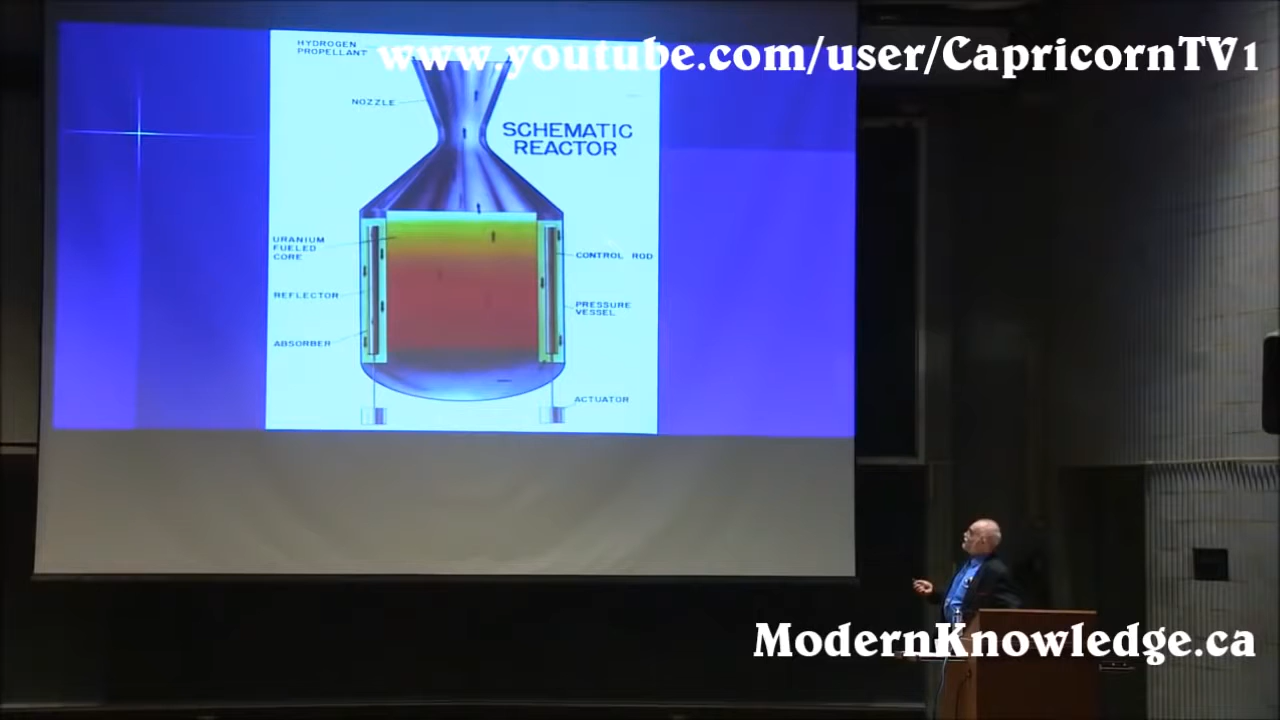 HYDROGEN
PROPELLANT
www.youtube.com/user/CapricornTV1
NOZZLE
SCHEMATIC
REACTOR
URANIUM
FUELED
CORE
CONTROL ROD
REFLECTOR
PRESSURE
VESSEL
ABSORBER
ACTUATOR
ModernKnowledge.ca